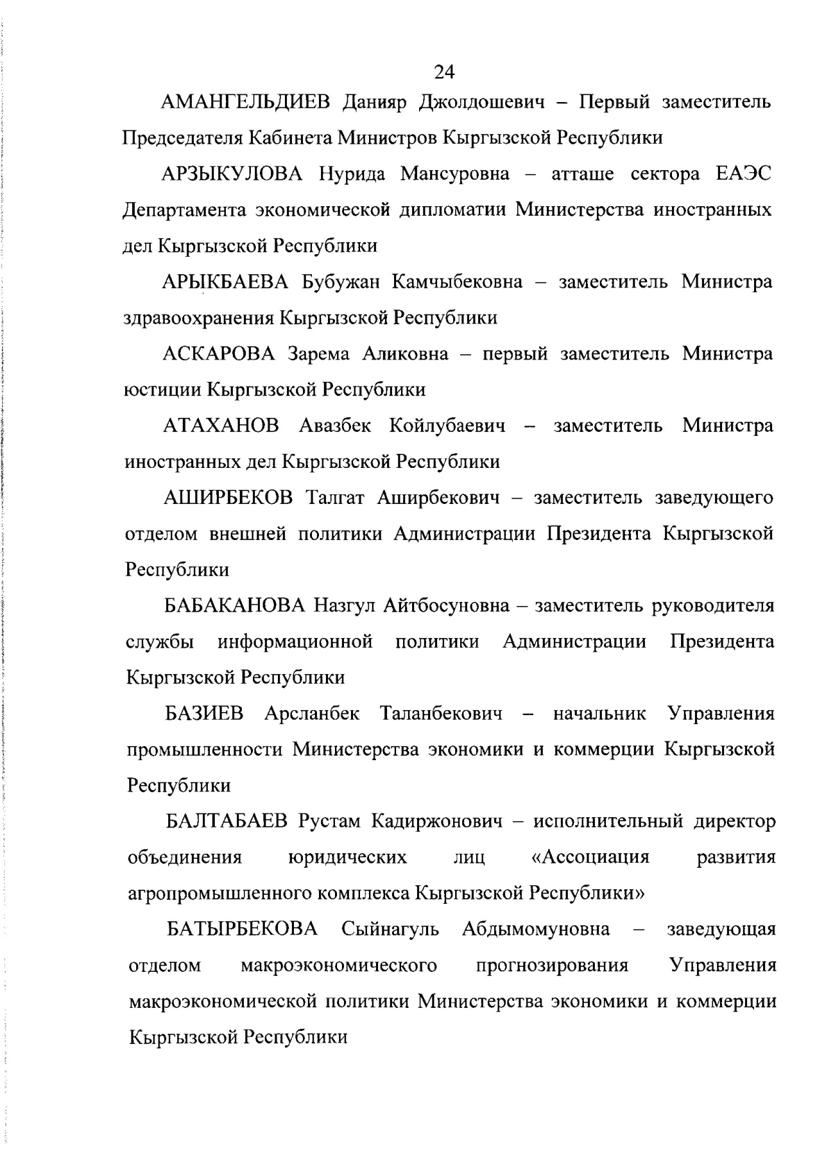 24
АМАНГЕЛЬДИЕВ Данияр Джолдошевич – Первый заместитель
Председателя Кабинета Министров Кыргызской Республики
АРЗЫКУЛОВА Нурида Мансуровна – атташе сектора ЕАЭС
Департамента экономической дипломатии Министерства иностранных
дел Кыргызской Республики
АРЫКБАЕВА Бубужан Камчыбековна – заместитель Министра
здравоохранения Кыргызской Республики
АСКАРОВА Зарема Аликовна – первый заместитель Министра
юстиции Кыргызской Республики
АТАХАНОВ Авазбек Койлубаевич – заместитель Министра
иностранных дел Кыргызской Республики
АШИРБЕКОВ Талгат Аширбекович – заместитель заведующего
отделом внешней политики Администрации Президента Кыргызской
Республики
БАБАКАНОВА Назгул Айтбосуновна – заместитель руководителя
службы информационной политики Администрации Президента
Кыргызской Республики
БАЗИЕВ Арсланбек Таланбекович – начальник Управления
промышленности Министерства экономики и коммерции Кыргызской
Республики
БАЛТАБАЕВ Рустам Кадиржонович – исполнительный директор
объединения юридических лиц «Ассоциация развития
агропромышленного комплекса Кыргызской Республики»
БАТЫРБЕКОВА Сыйнагуль Абдымомуновна – заведующая
отделом макроэкономического прогнозирования Управления
макроэкономической политики Министерства экономики и коммерции
Кыргызской Республики